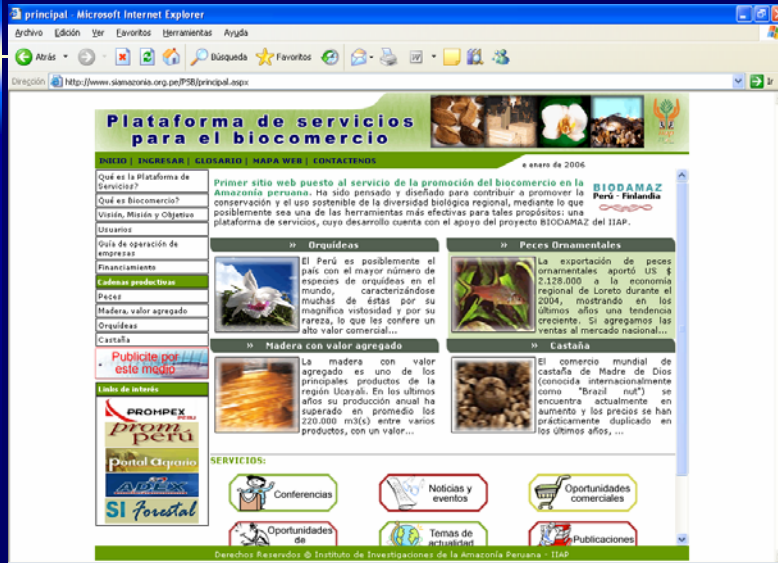 principal - Microsoft Internet Explorer
Archivo Edición Ver Favoritos Herramientas Ayuda
Atrás Búsqueda Favoritos
Dirección http://www.siamazonia.org.pe/PSB/principal.aspx Ir
Plataforma de servicios
para el biocomercio
INICIO | INGRESAR | GLOSARIO | MAPA WEB | CONTACTENOS
e enero de 2006
Qué es la Plataforma de
Servicios?
Qué es Biocomercio?
Visión, Misión y Objetivo
Usuarios
Guía de operación de
empresas
Financiamiento
Cadenas productivas
Peces
Madera, valor agregado
Orquídeas
Castaña
Publicite por
este medio
Links de interés
PROMPEX
PERU
prom
perú
Portal Agrario
ADEX
SI Forestal
Primer sitio web puesto al servicio de la promoción del biocomercio en la
Amazonía peruana. Ha sido pensado y diseñado para contribuir a promover la
conservación y el uso sostenible de la diversidad biológica regional, mediante lo que
posiblemente sea una de las herramientas más efectivas para tales propósitos: una
plataforma de servicios, cuyo desarrollo cuenta con el apoyo del proyecto BIODAMAZ del IIAP.
BIODAMAZ
Perú - Finlandia
» Orquídeas
El Perú es posiblemente el
país con el mayor número de
especies de orquídeas en el
mundo, caracterizándose
muchas de éstas por su
magnífica vistosidad y por su
rareza, lo que les confere un
alto valor comercial...
» Peces Ornamentales
La exportación de peces
ornamentales aportó US $
2.128.000 a la economía
regional de Loreto durante el
2004, mostrando en los
últimos años una tendencia
creciente. Si agregamos las
ventas al mercado nacional...
» Madera con valor agregado
La madera con valor
agregado es uno de los
principales productos de la
región Ucayali. En los ultimos
años su producción anual ha
superado en promedio los
220.000 m3(s) entre varios
productos, con un valor...
» Castaña
El comercio mundial de
castaña de Madre de Dios
(conocida internacionalmente
como "Brazil nut") se
encuentra actualmente en
aumento y los precios se han
prácticamente duplicado en
los últimos años, ...
SERVICIOS:
Conferencias
Noticias y
eventos
Oportunidades
comerciales
Oportunidades
de
Temas de
actualidad
Publicaciones
Derechos Reservados © Instituto de Investigaciones de la Amazonía Peruana - IIAP